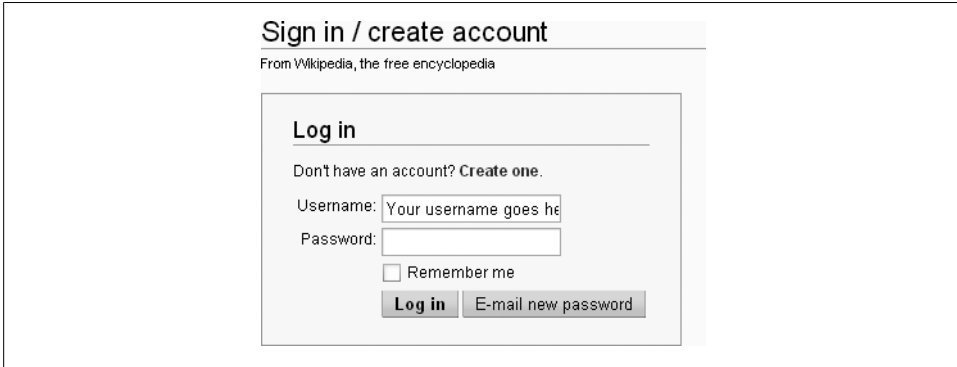 Sign in / create account
From Wikipedia, the free encyclopedia
Log in
Don't have an account? Create one.
Username: Your username goes he
Password:
Remember me
Log in E-mail new password